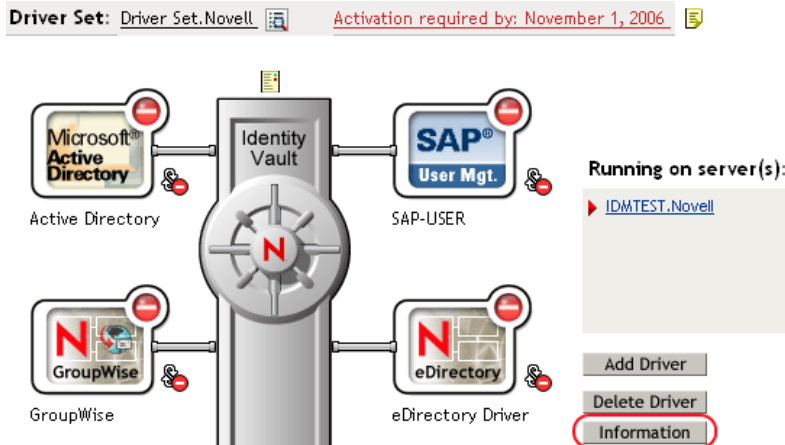 Driver Set: Driver Set.Novell Activation required by: November 1, 2006
Microsoft®
Active
Directory
Active Directory
Identity
Vault
SAP®
User Mgt.
SAP-USER
Running on server(s):
IDMTEST.Novell
N
N
GroupWise
GroupWise
N
eDirectory
eDirectory Driver
Add Driver
Delete Driver
Information